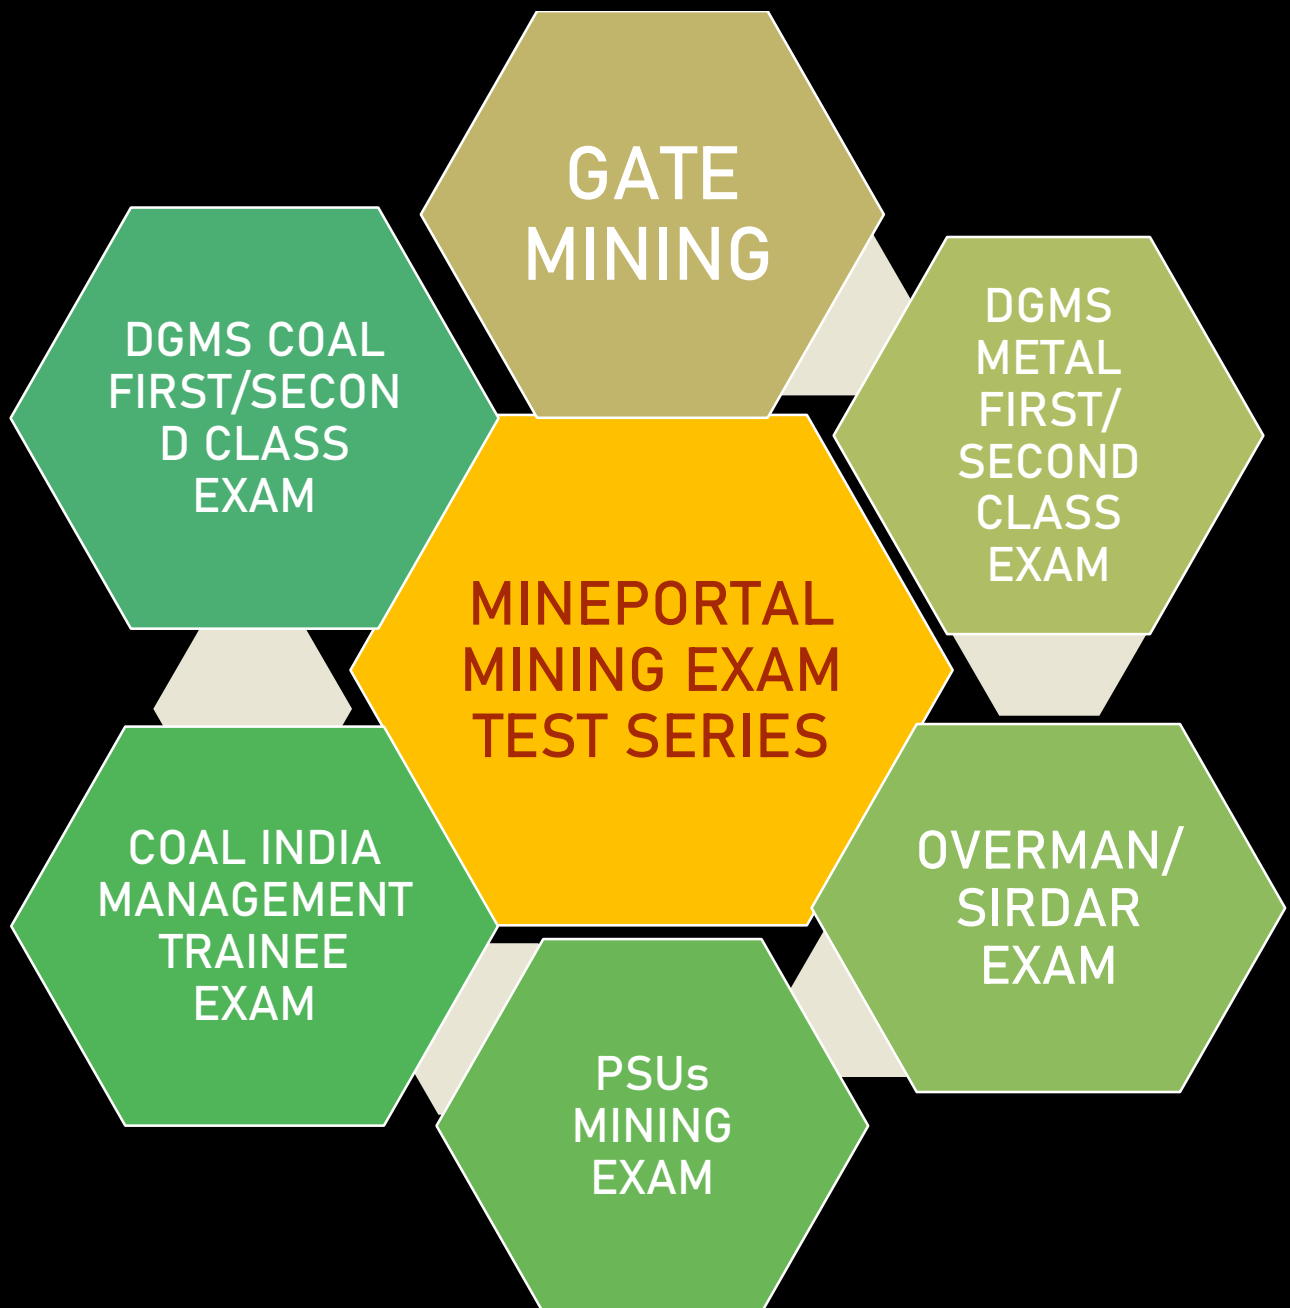 GATE
MINING
DGMS COAL
FIRST/SECON
D CLASS
EXAM
DGMS
METAL
FIRST/
SECOND
CLASS
EXAM
MINEPORTAL
MINING EXAM
TEST SERIES
COAL INDIA
MANAGEMENT
TRAINEE
EXAM
OVERMAN/
SIRDAR
EXAM
PSUs
MINING
EXAM